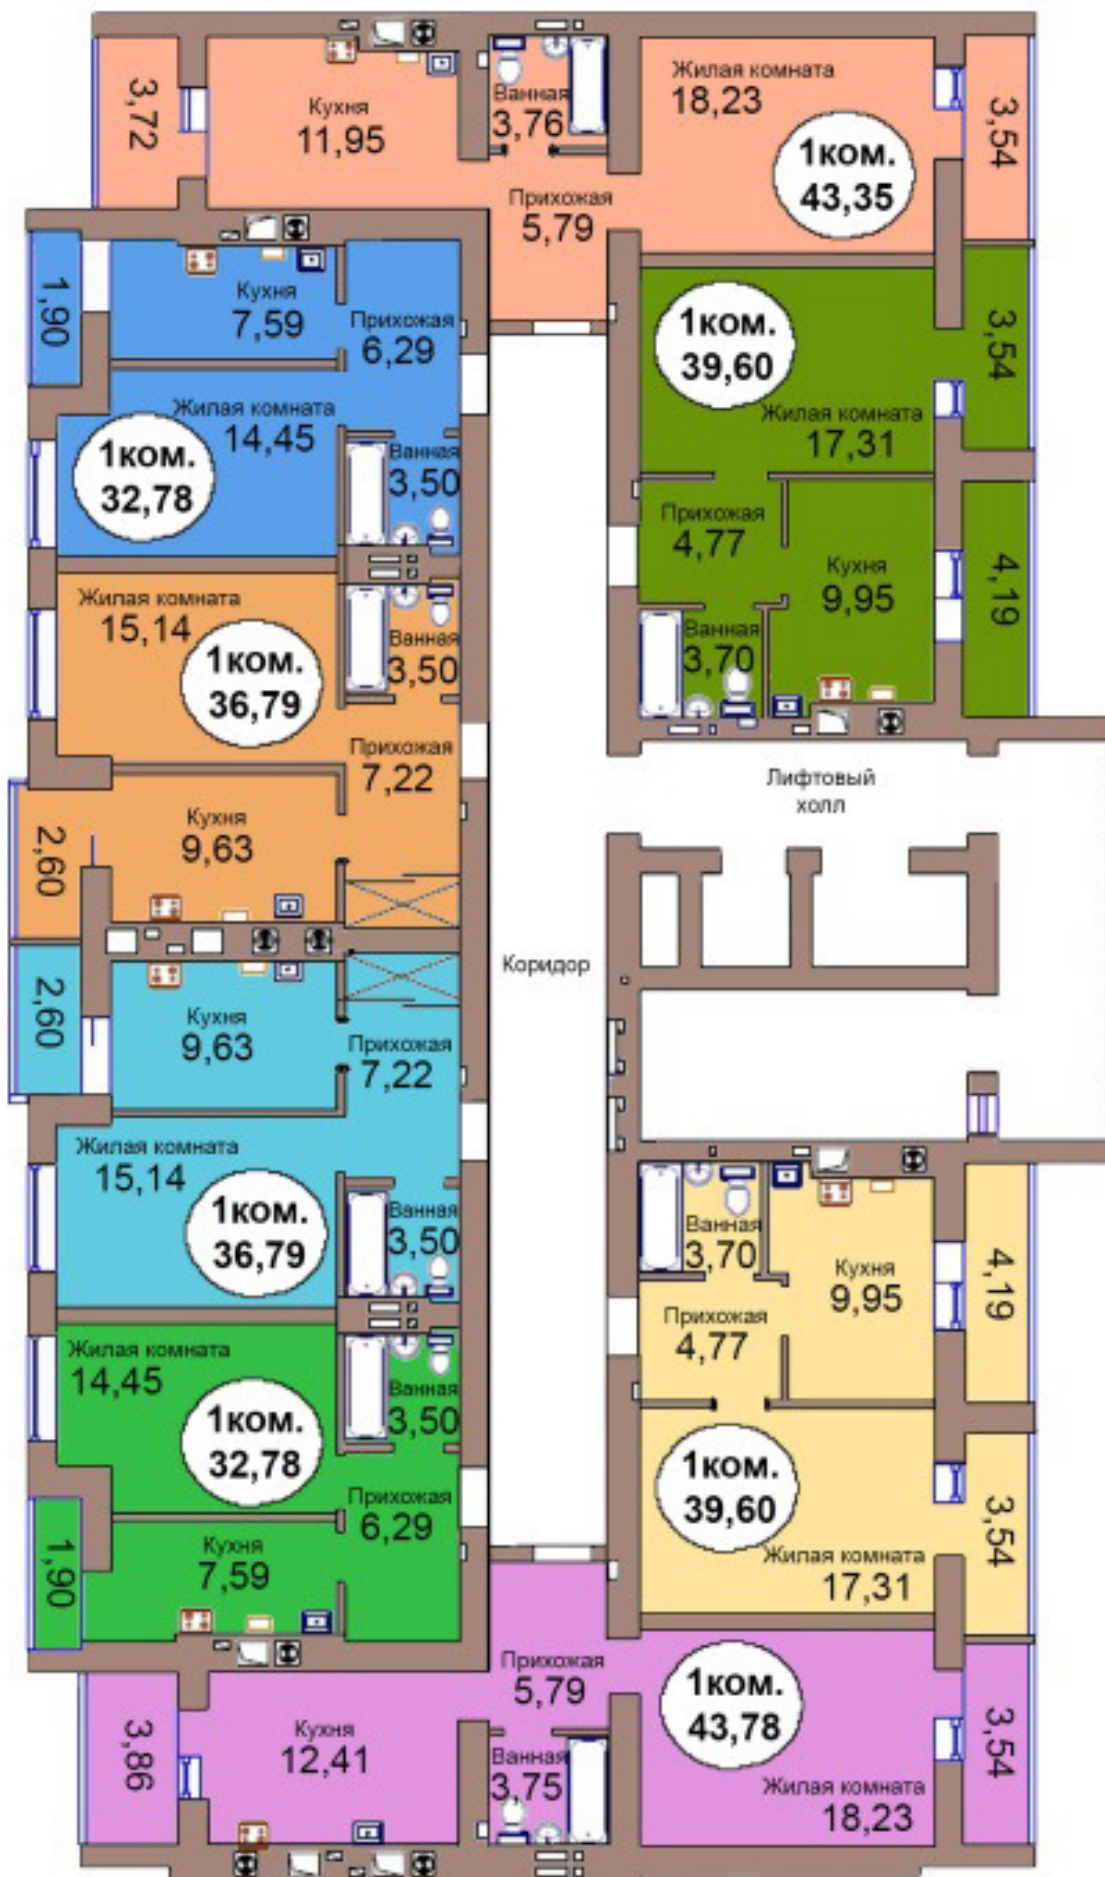 3,72
Кухня
11,95
Ванная
3,76
Жилая комната
18,23
1ком.
43,35
3,54
Прихожая
5,79
1,90
Кухня
7,59
Прихожая
6,29
Жилая комната
14,45
1ком.
32,78
Ванная
3,50
1ком.
39,60
3,54
Жилая комната
17,31
Прихожая
4,77
Кухня
9,95
4,19
Ванная
3,70
Жилая комната
15,14
1ком.
36,79
Ванная
3,50
Прихожая
7,22
Кухня
9,63
2,60
Лифтовый
холл
Коридор
2,60
Кухня
9,63
Прихожая
7,22
Жилая комната
15,14
1ком.
36,79
Ванная
3,50
Ванная
3,70
Кухня
9,95
4,19
Прихожая
4,77
Жилая комната
14,45
1ком.
32,78
Ванная
3,50
Прихожая
6,29
Кухня
7,59
1,90
1ком.
39,60
3,54
Жилая комната
17,31
Прихожая
5,79
1ком.
43,78
3,86
Кухня
12,41
Ванная
3,75
Жилая комната
18,23
3,54